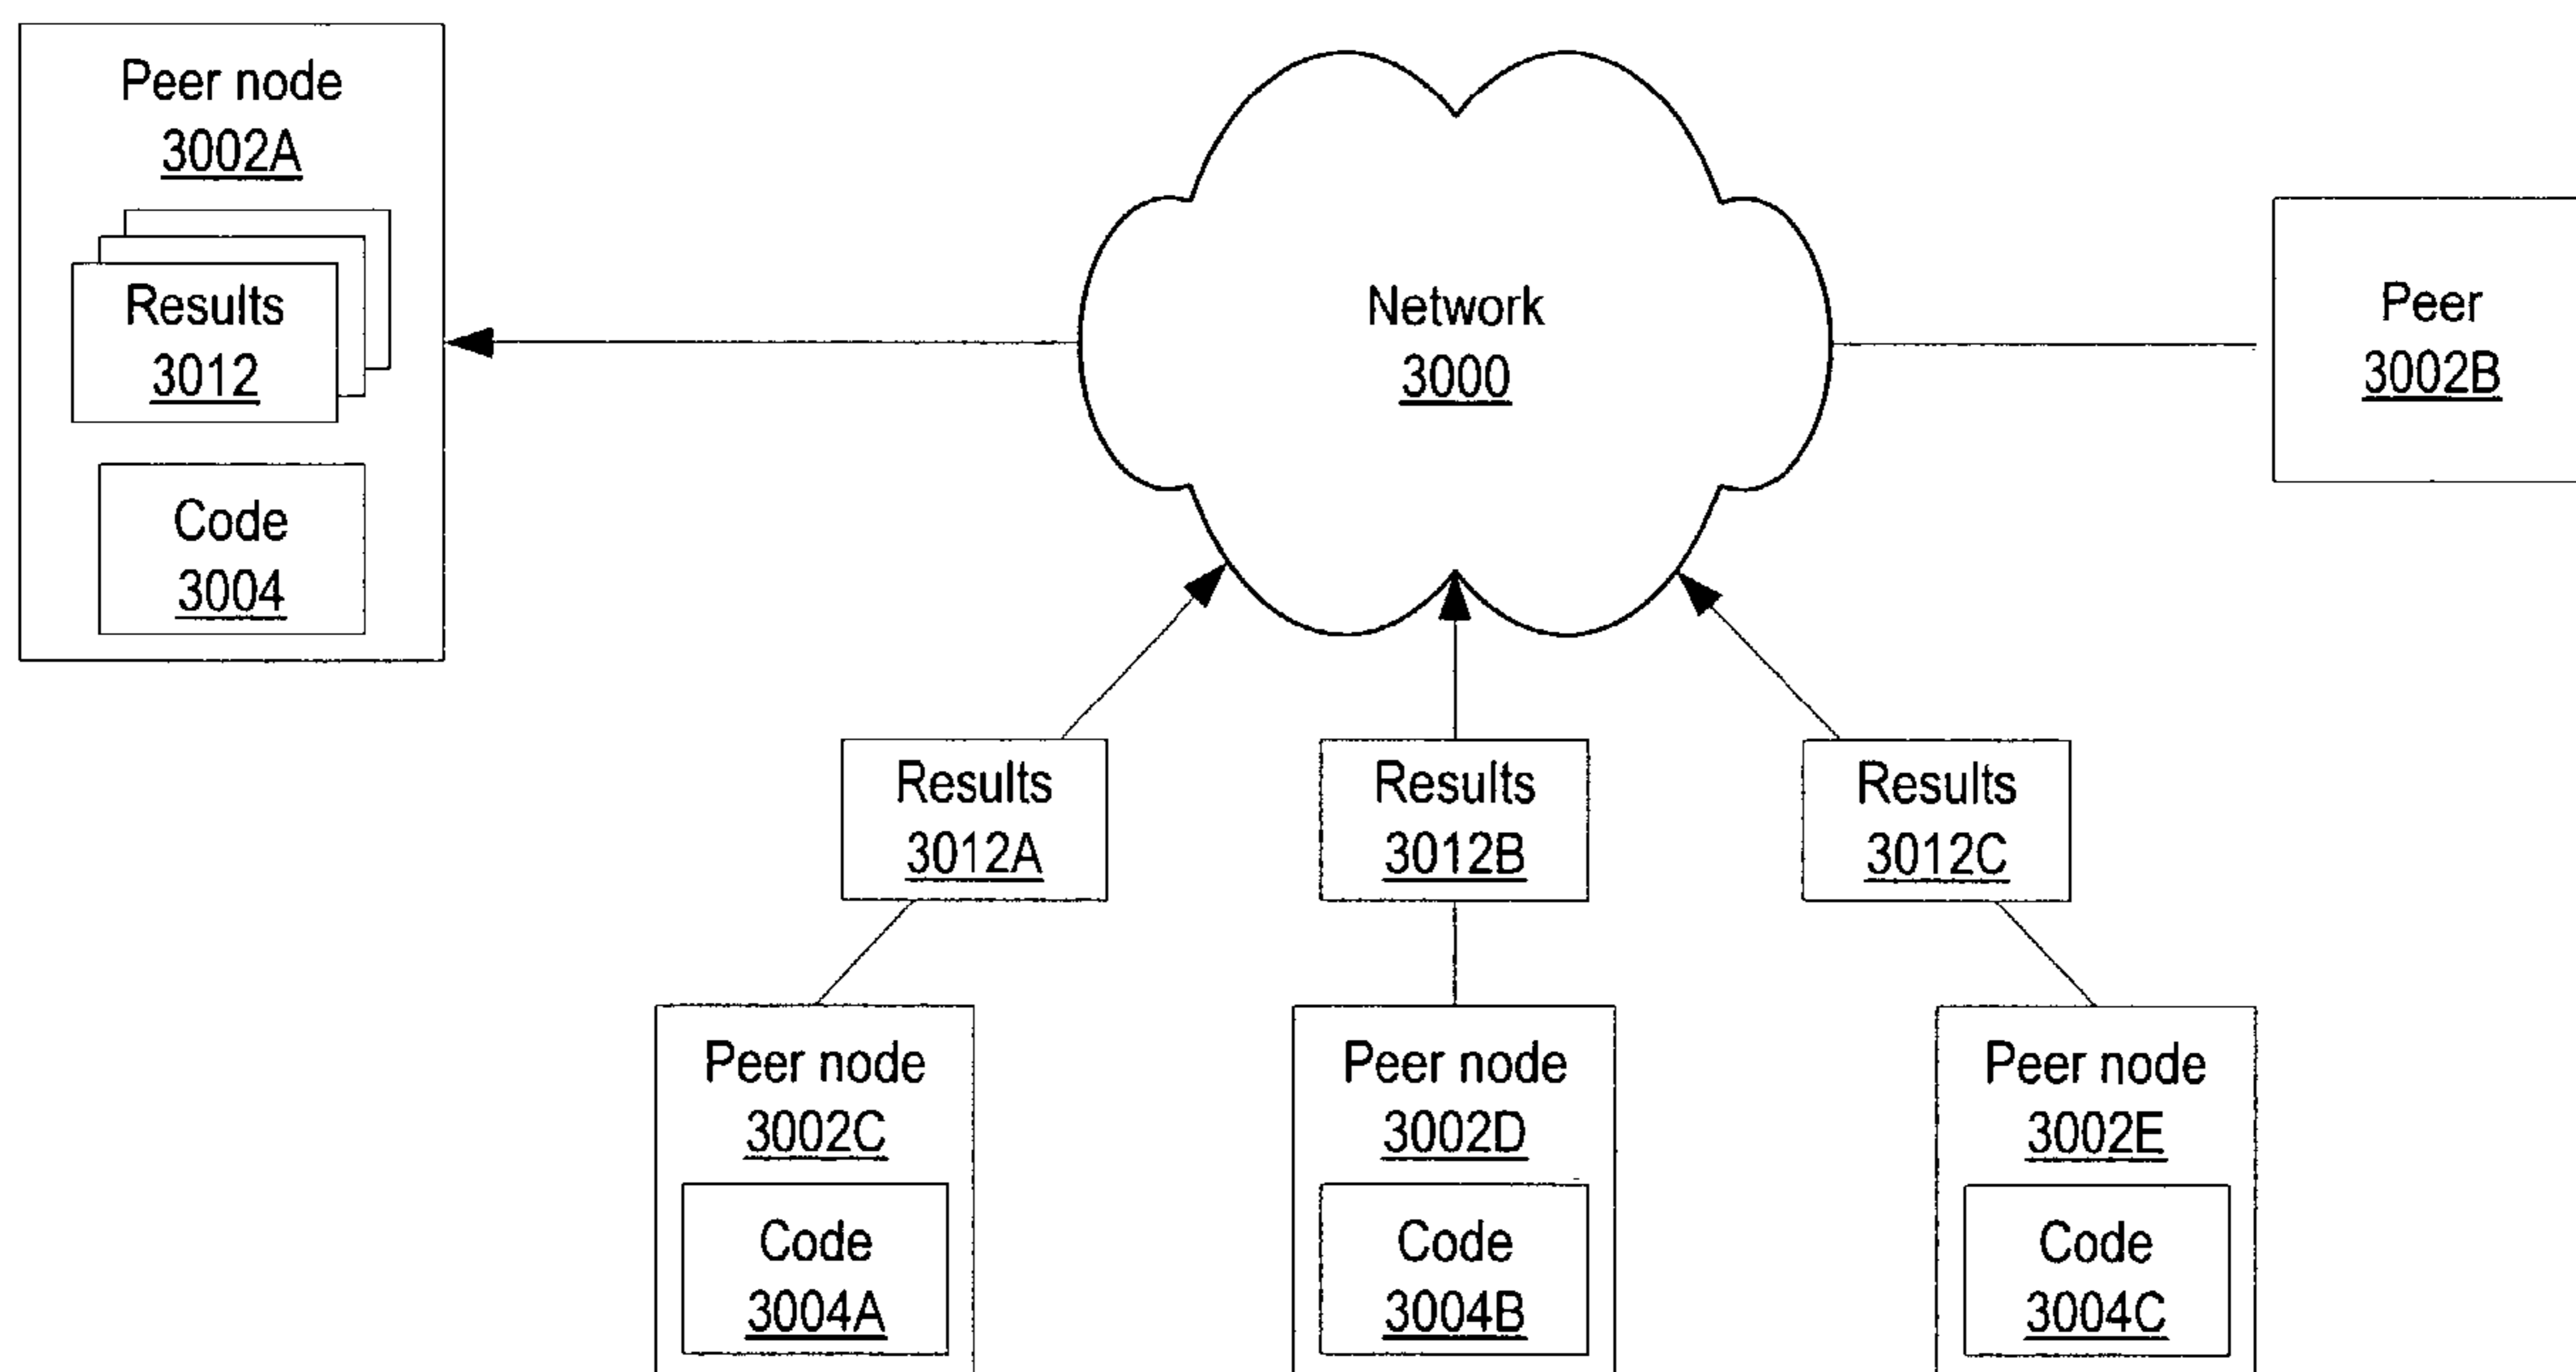 Peer node
3002A
Results
3012
Code
3004
Network
3000
Peer
3002B
Results
3012A
Results
3012B
Results
3012C
Peer node
3002C
Code
3004A
Peer node
3002D
Code
3004B
Peer node
3002E
Code
3004C